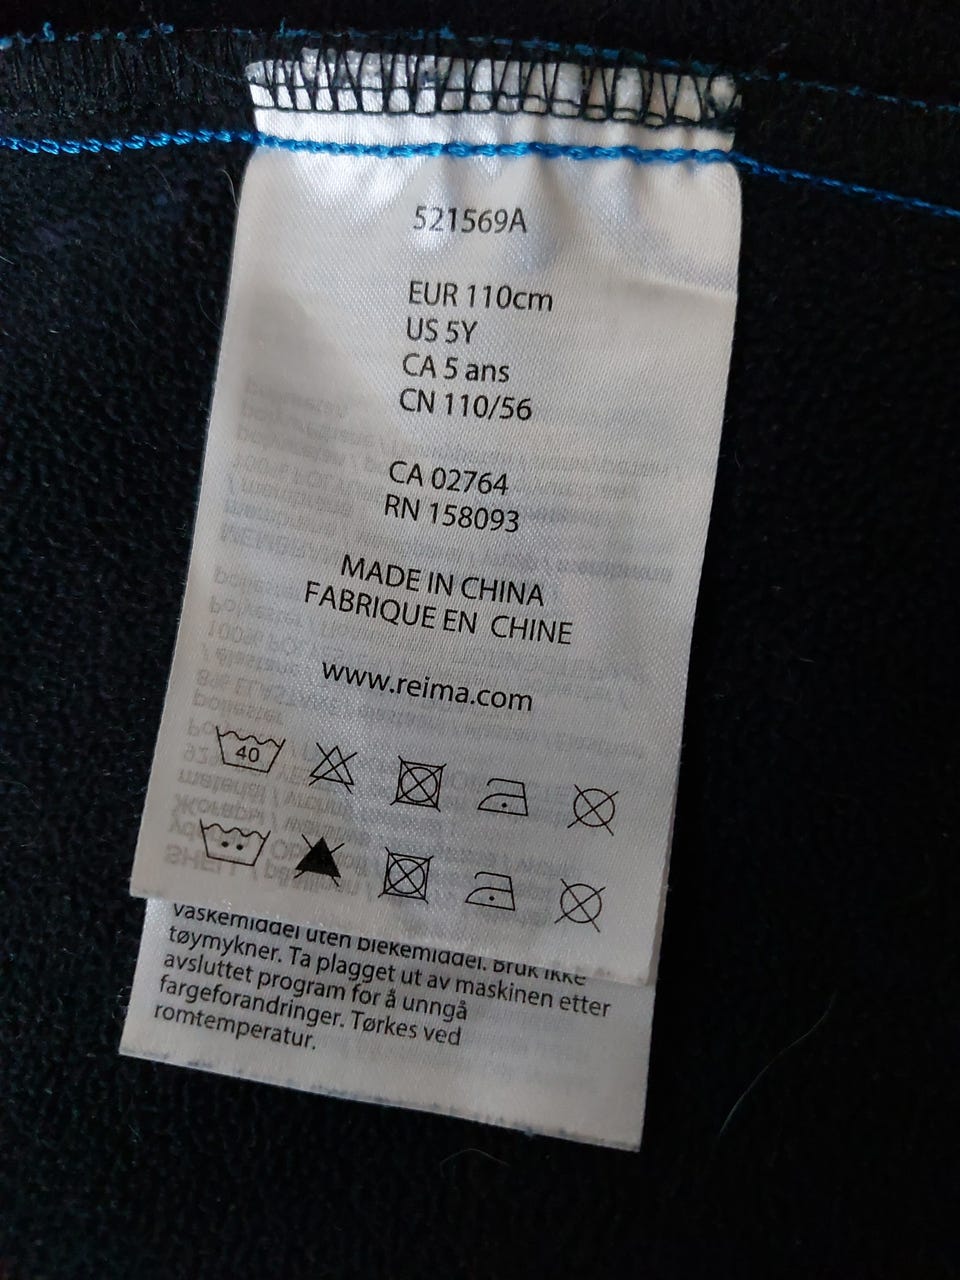 521569A
EUR 110cm
US 5Y
CA 5 ans
CN 110/56
CA 02764
RN 158093
MADE IN CHINA
FABRIQUE EN CHINE
www.reima.com
40
vaskemiddel uten blekemiddel. Bruk ikke
tøymykner. Ta plagget ut av maskinen etter
avsluttet program for å unngå
fargeforandringer. Tørkes ved
romtemperatur.